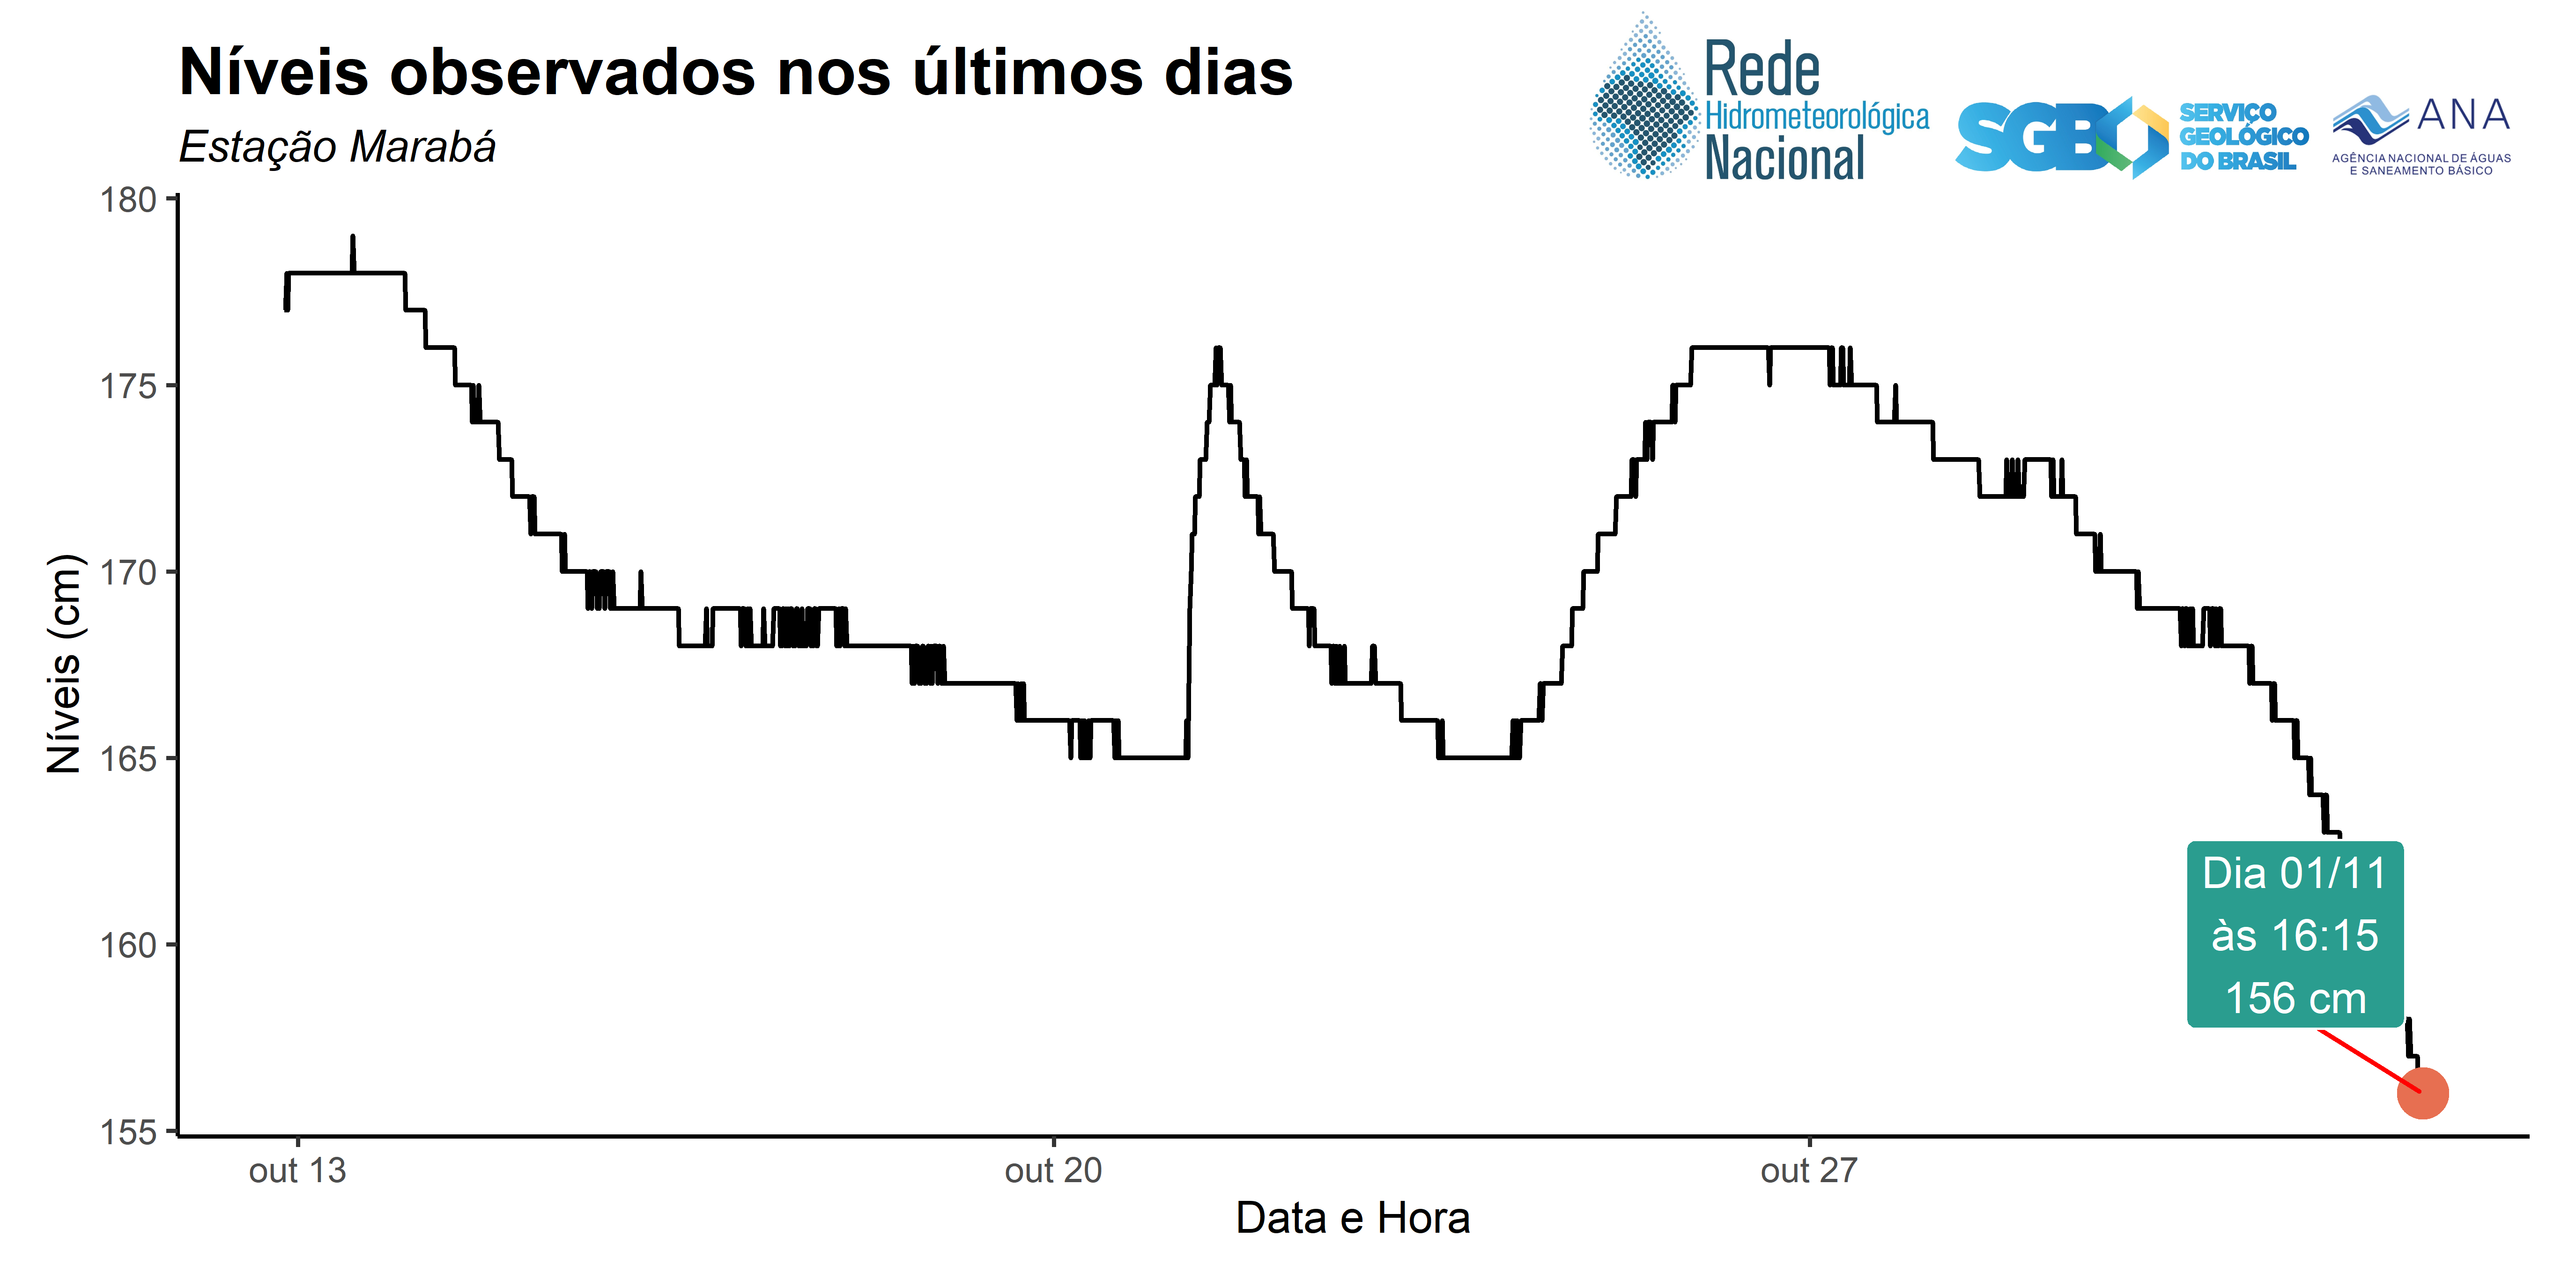 Níveis observados nos últimos dias
Estação Marabá
Rede
Hidrometeorológica
Nacional
SGB
SERVIÇO
GEOLÓGICO
DO BRASIL
ANA
AGÊNCIA NACIONAL DE ÁGUAS
E SANEAMENTO BÁSICO
Níveis (cm)
180
175
170
165
160
155
Dia 01/11
às 16:15
156 cm
out 13
out 20
out 27
Data e Hora